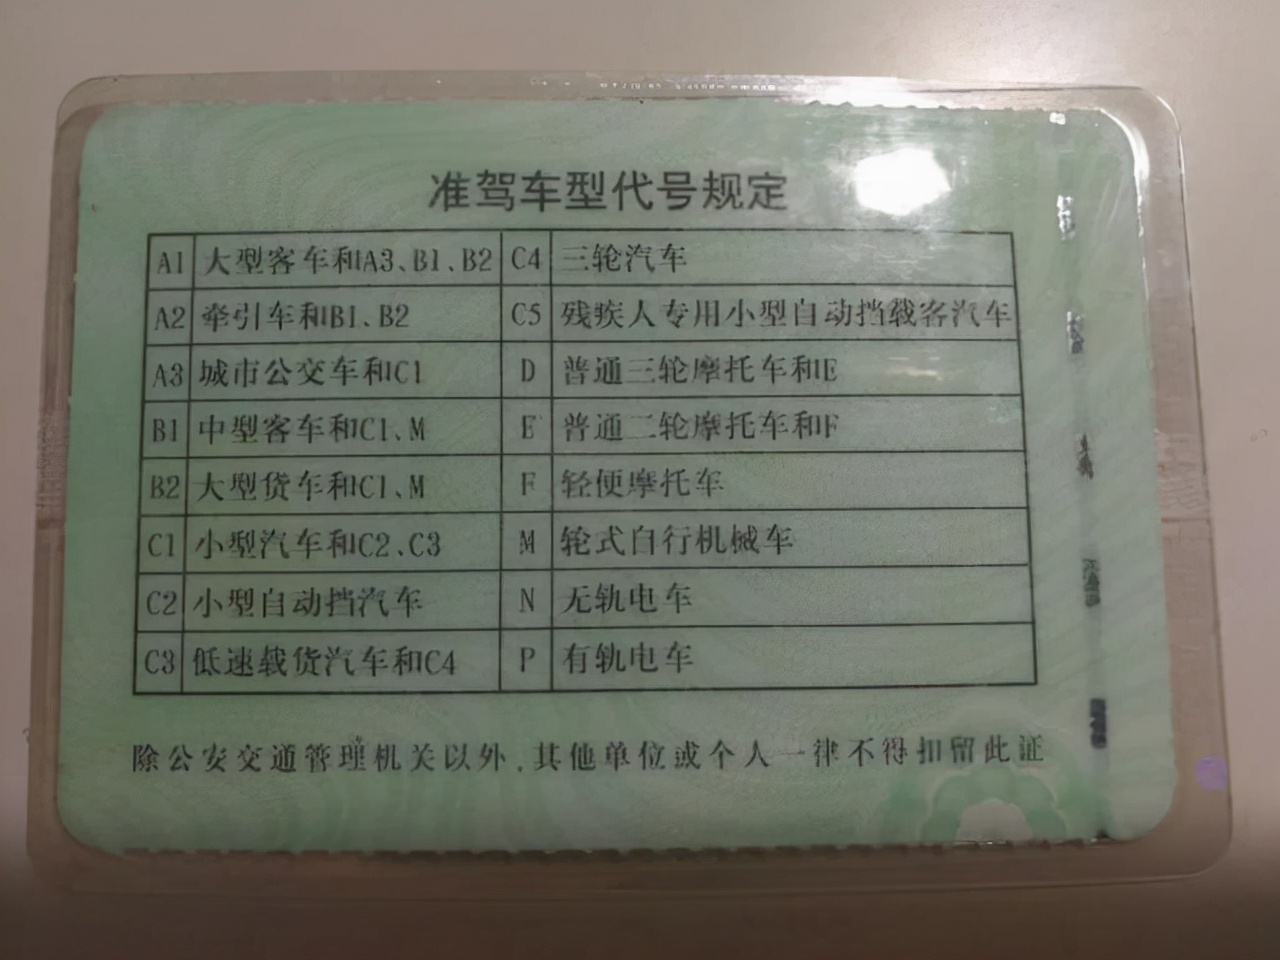 准驾车型代号规定
A1 大型客车和A3、B1、B2 C4 三轮汽车
A2 牵引车和B1、B2 C5 残疾人专用小型自动挡载客汽车
A3 城市公交车和C1 D 普通三轮摩托车和E
B1 中型客车和C1、M E 普通二轮摩托车和F
B2 大型货车和C1、M F 轻便摩托车
C1 小型汽车和C2、C3 M 轮式自行机械车
C2 小型自动挡汽车 N 无轨电车
C3 低速载货汽车和C4 P 有轨电车
除公安交通管理机关以外,其他单位或个人一律不得扣留此证